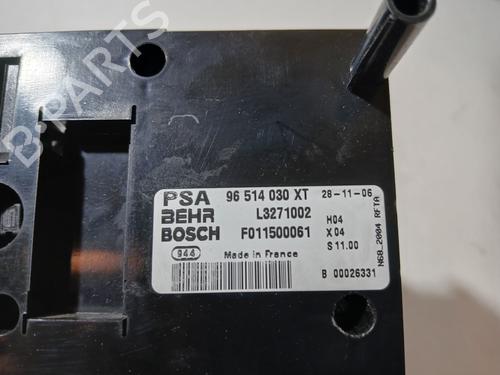 B-PARTS
PSA 96 514 030 XT 28-11-06
BEHR L3271002 H04
BOSCH F011500061 X04
944 Made in France S 11.00
B 00026331
N68_2004 RFTA